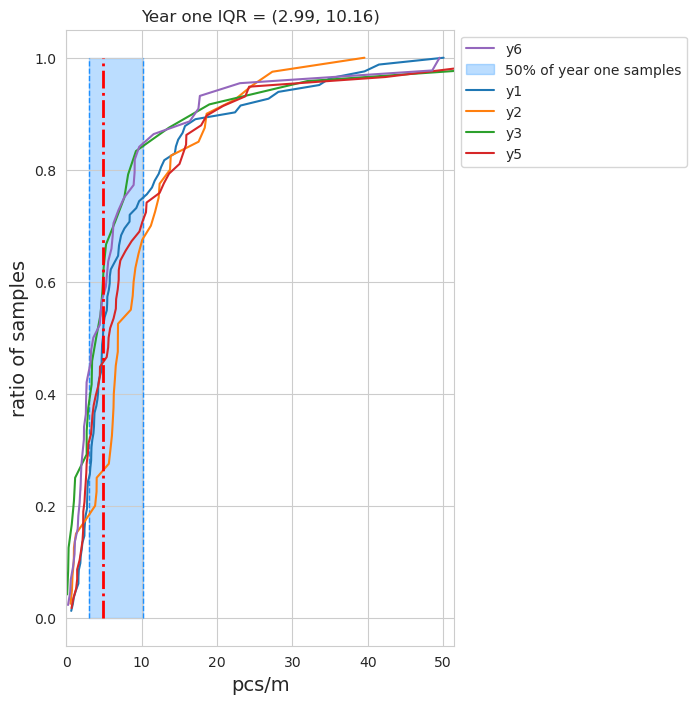 Year one IQR = (2.99, 10.16)
y6
50% of year one samples
y1
y2
y3
y5
ratio of samples
1.0
0.8
0.6
0.4
0.2
0.0
0 10 20 30 40 50
pcs/m